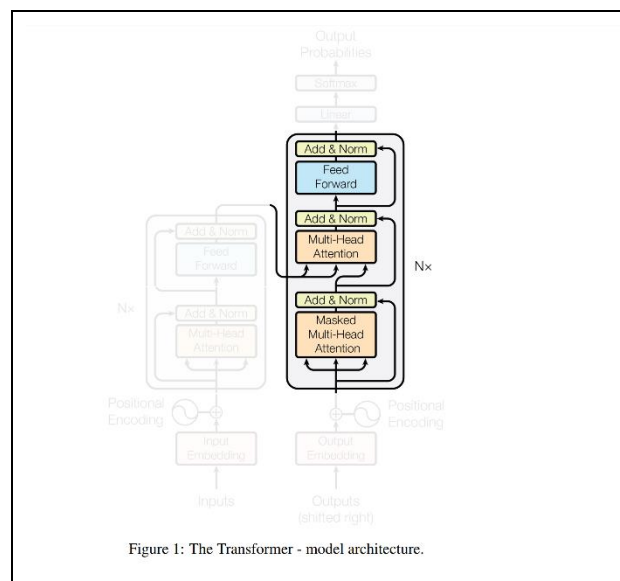 Output
Probabilities
Softmax
Linear
Add & Norm
Feed
Forward
Add & Norm
Multi-Head
Attention
Nx
Add & Norm
Masked
Multi-Head
Attention
Add & Norm
Feed
Forward
Nx
Add & Norm
Multi-Head
Attention
Positional
Encoding
Positional
Encoding
Input
Embedding
Output
Embedding
Inputs
Outputs
(shifted right)
Figure 1: The Transformer - model architecture.